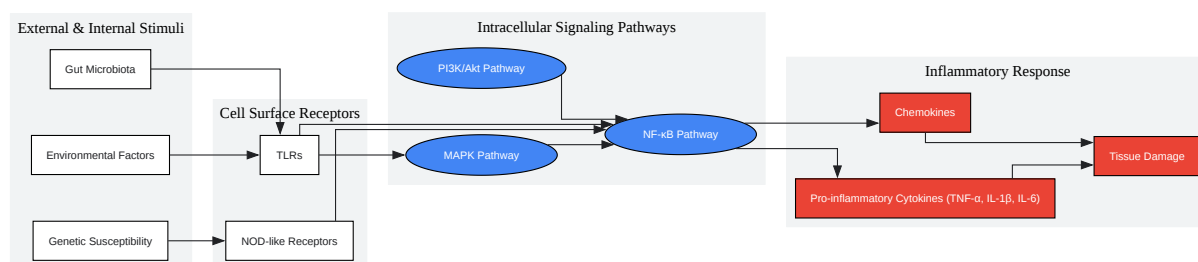 External & Internal Stimuli
Gut Microbiota
Environmental Factors
Genetic Susceptibility
Cell Surface Receptors
TLRs
NOD-like Receptors
Intracellular Signaling Pathways
PI3K/Akt Pathway
MAPK Pathway
NF-κB Pathway
Inflammatory Response
Chemokines
Pro-inflammatory Cytokines (TNF-α, IL-1β, IL-6)
Tissue Damage